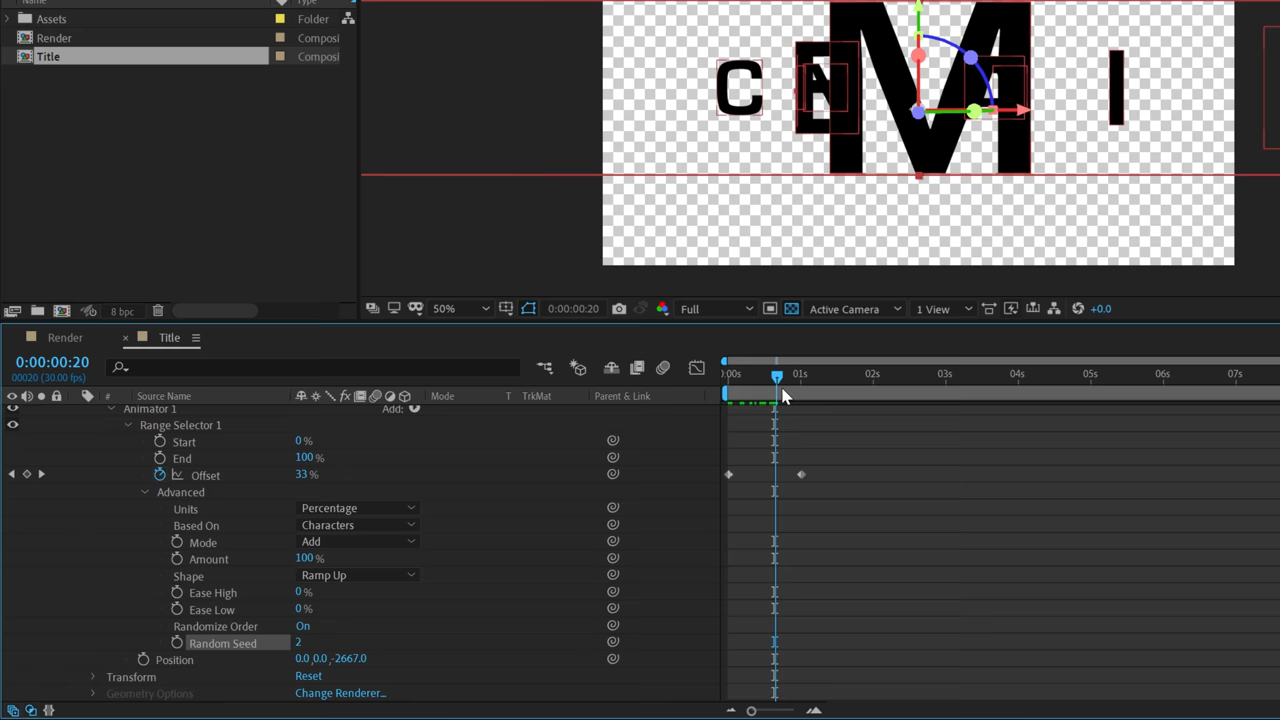 Name Type
Assets Folder
Render Composi
Title Composi
8 bpc
C A E M A I
50% 0:00:00:20 Full Active Camera 1 View +0.0
Render Title
0:00:00:20
00020 (30.00 fps)
0:00s 01s 02s 03s 04s 05s 06s 07s
# Source Name Mode T TrkMat Parent & Link
Animator 1 Add:
Range Selector 1
Start 0 %
End 100 %
Offset 33 %
Advanced
Units Percentage
Based On Characters
Mode Add
Amount 100 %
Shape Ramp Up
Ease High 0 %
Ease Low 0 %
Randomize Order On
Random Seed 2
Position 0.0,0.0,-2667.0
Transform Reset
Geometry Options Change Renderer...